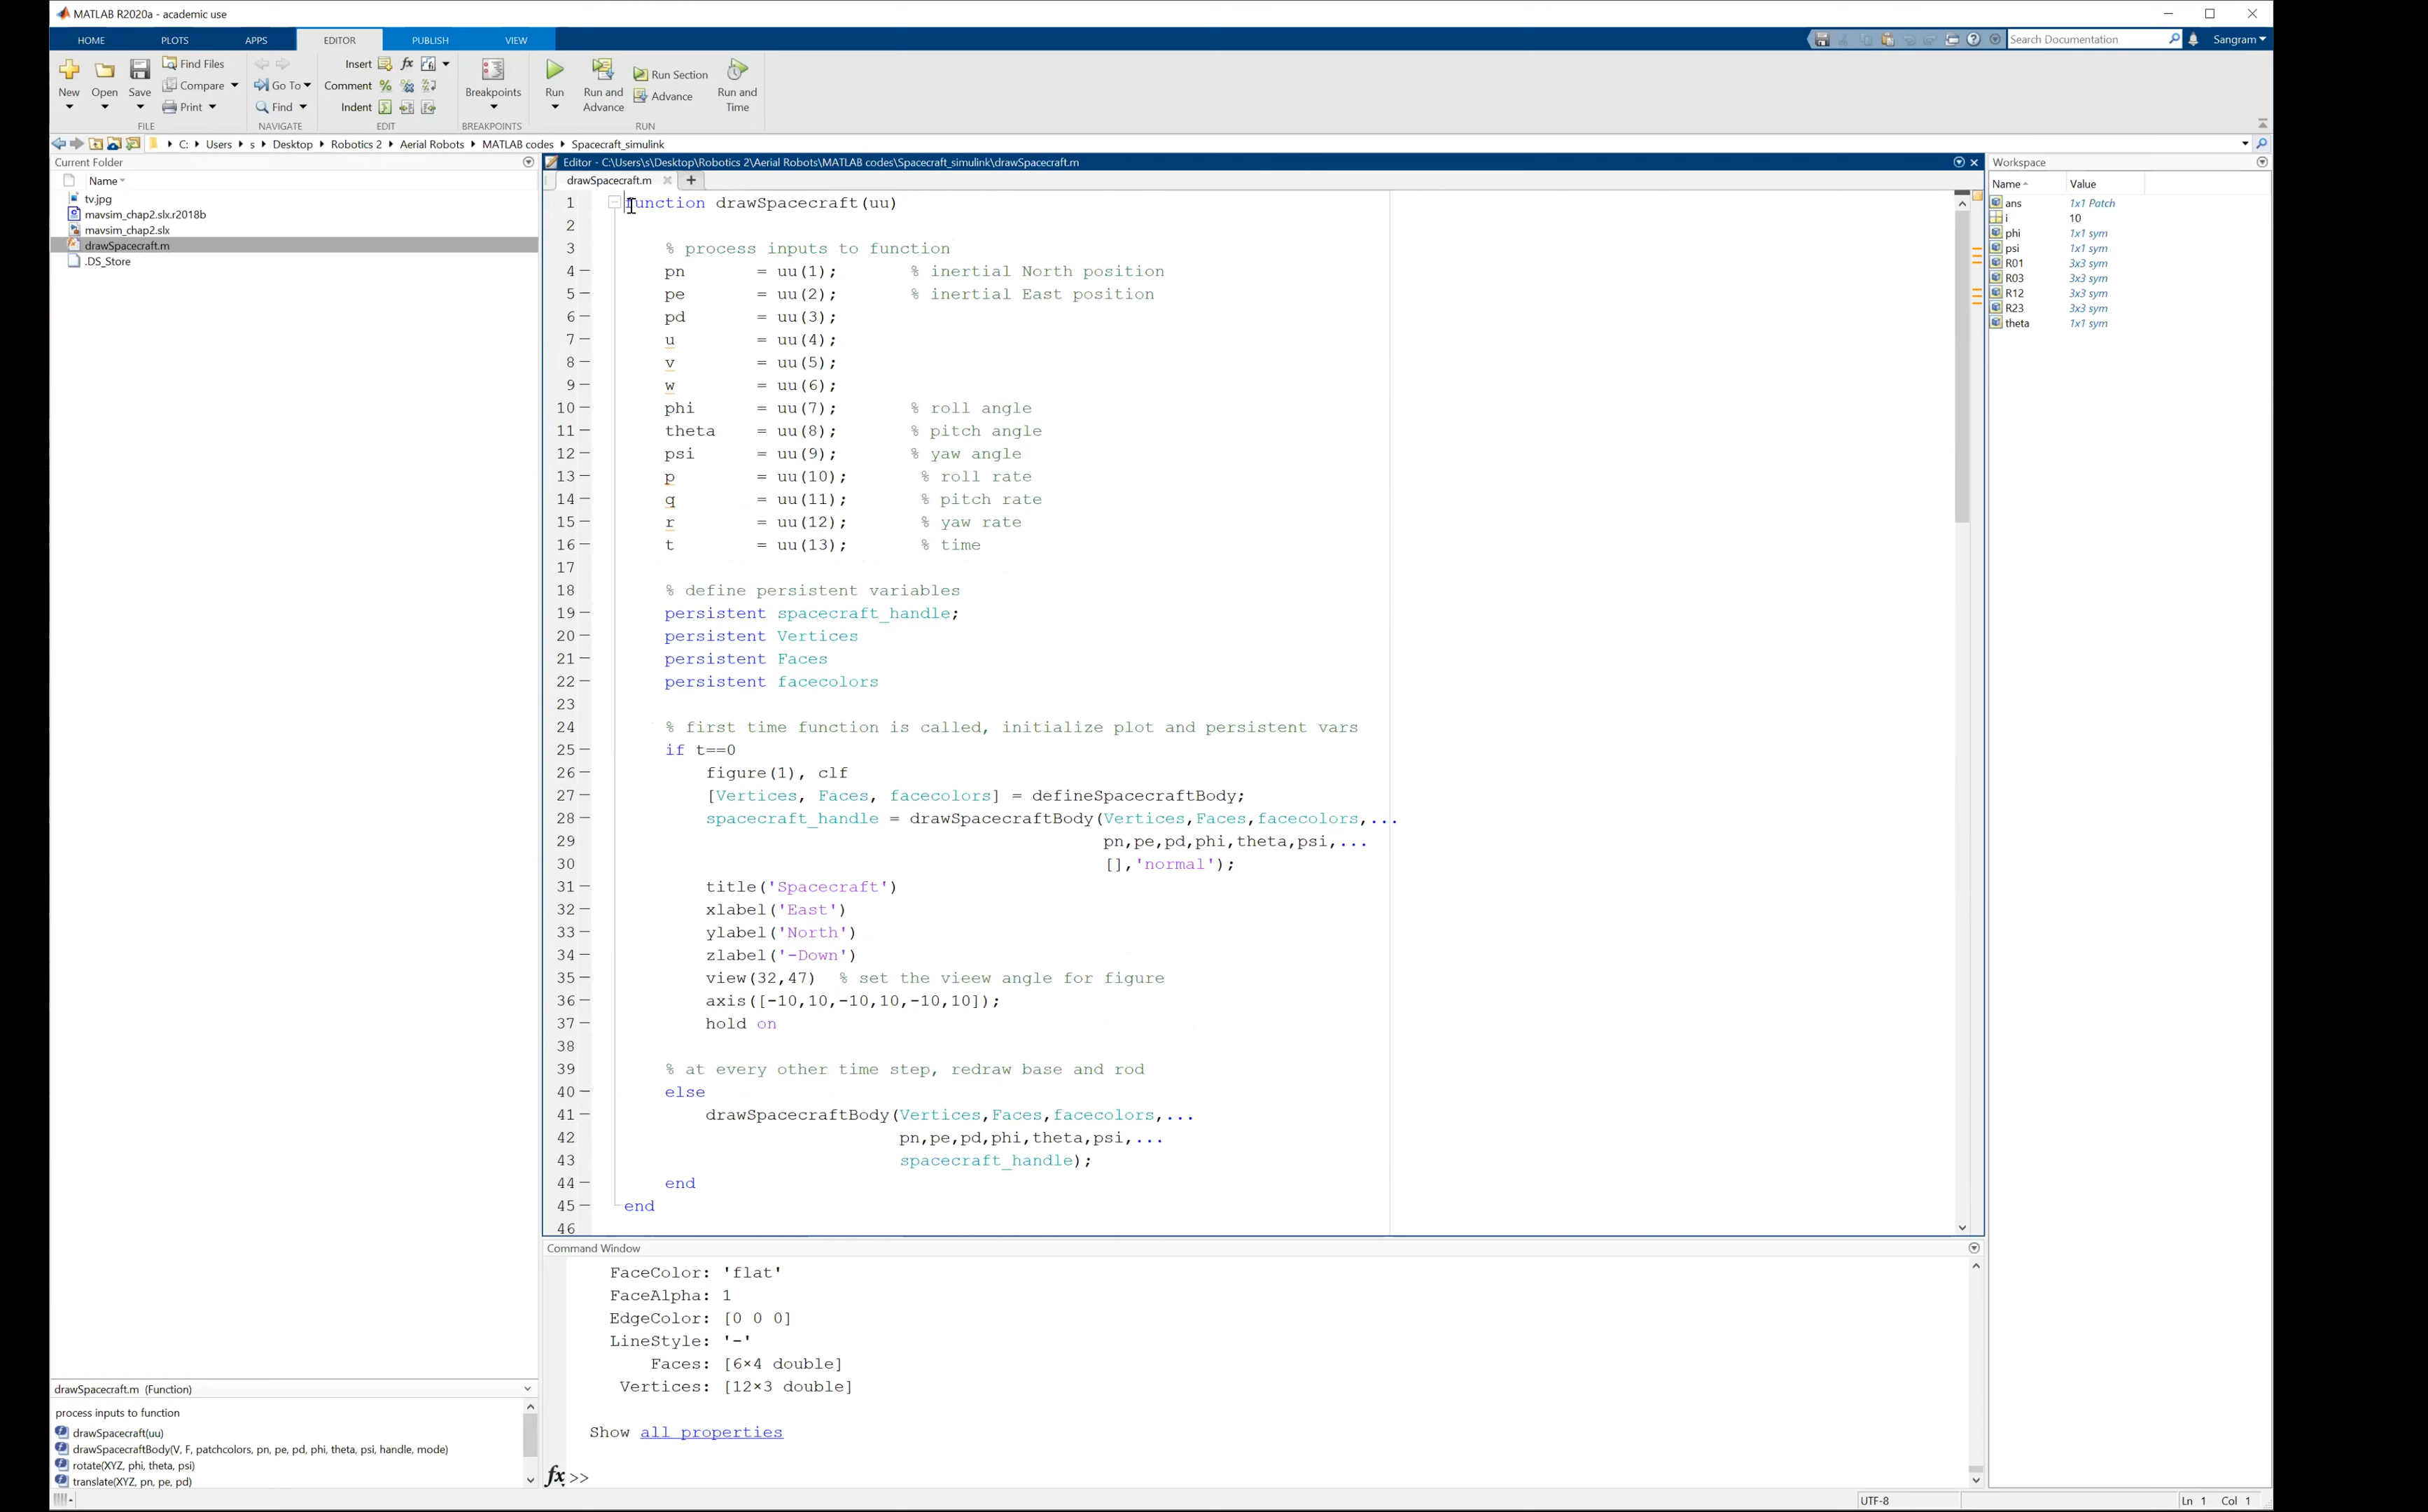 MATLAB R2020a - academic use
HOME PLOTS APPS EDITOR PUBLISH VIEW
Search Documentation
Sangram
New
Open
Save
Find Files
Compare
Print
FILE
Go To
Find
NAVIGATE
Insert
Comment
Indent
EDIT
Breakpoints
BREAKPOINTS
Run
Run and Advance
Run Section
Advance
Run and Time
RUN
C: Users s Desktop Robotics 2 Aerial Robots MATLAB codes Spacecraft_simulink
Current Folder
Name
tv.jpg
mavsim_chap2.slx.r2018b
mavsim_chap2.slx
drawSpacecraft.m
.DS_Store
drawSpacecraft.m (Function)
process inputs to function
drawSpacecraft(uu)
drawSpacecraftBody(V, F, patchcolors, pn, pe, pd, phi, theta, psi, handle, mode)
rotate(XYZ, phi, theta, psi)
translate(XYZ, pn, pe, pd)
Editor - C:\Users\s\Desktop\Robotics 2\Aerial Robots\MATLAB codes\Spacecraft_simulink\drawSpacecraft.m
drawSpacecraft.m
1 function drawSpacecraft(uu)
2
3 % process inputs to function
4 pn = uu(1); % inertial North position
5 pe = uu(2); % inertial East position
6 pd = uu(3);
7 u = uu(4);
8 v = uu(5);
9 w = uu(6);
10 phi = uu(7); % roll angle
11 theta = uu(8); % pitch angle
12 psi = uu(9); % yaw angle
13 p = uu(10); % roll rate
14 q = uu(11); % pitch rate
15 r = uu(12); % yaw rate
16 t = uu(13); % time
17
18 % define persistent variables
19 persistent spacecraft_handle;
20 persistent Vertices
21 persistent Faces
22 persistent facecolors
23
24 % first time function is called, initialize plot and persistent vars
25 if t==0
26 figure(1), clf
27 [Vertices, Faces, facecolors] = defineSpacecraftBody;
28 spacecraft_handle = drawSpacecraftBody(Vertices,Faces,facecolors,...
29 pn,pe,pd,phi,theta,psi,...
30 [],'normal');
31 title('Spacecraft')
32 xlabel('East')
33 ylabel('North')
34 zlabel('-Down')
35 view(32,47) % set the vieew angle for figure
36 axis([-10,10,-10,10,-10,10]);
37 hold on
38
39 % at every other time step, redraw base and rod
40 else
41 drawSpacecraftBody(Vertices,Faces,facecolors,...
42 pn,pe,pd,phi,theta,psi,...
43 spacecraft_handle);
44 end
45 end
46
Command Window
FaceColor: 'flat'
FaceAlpha: 1
EdgeColor: [0 0 0]
LineStyle: '-'
Faces: [6×4 double]
Vertices: [12×3 double]
Show all properties
fx >>
Workspace
Name Value
ans 1x1 Patch
i 10
phi 1x1 sym
psi 1x1 sym
R01 3x3 sym
R03 3x3 sym
R12 3x3 sym
R23 3x3 sym
theta 1x1 sym
UTF-8
Ln 1 Col 1